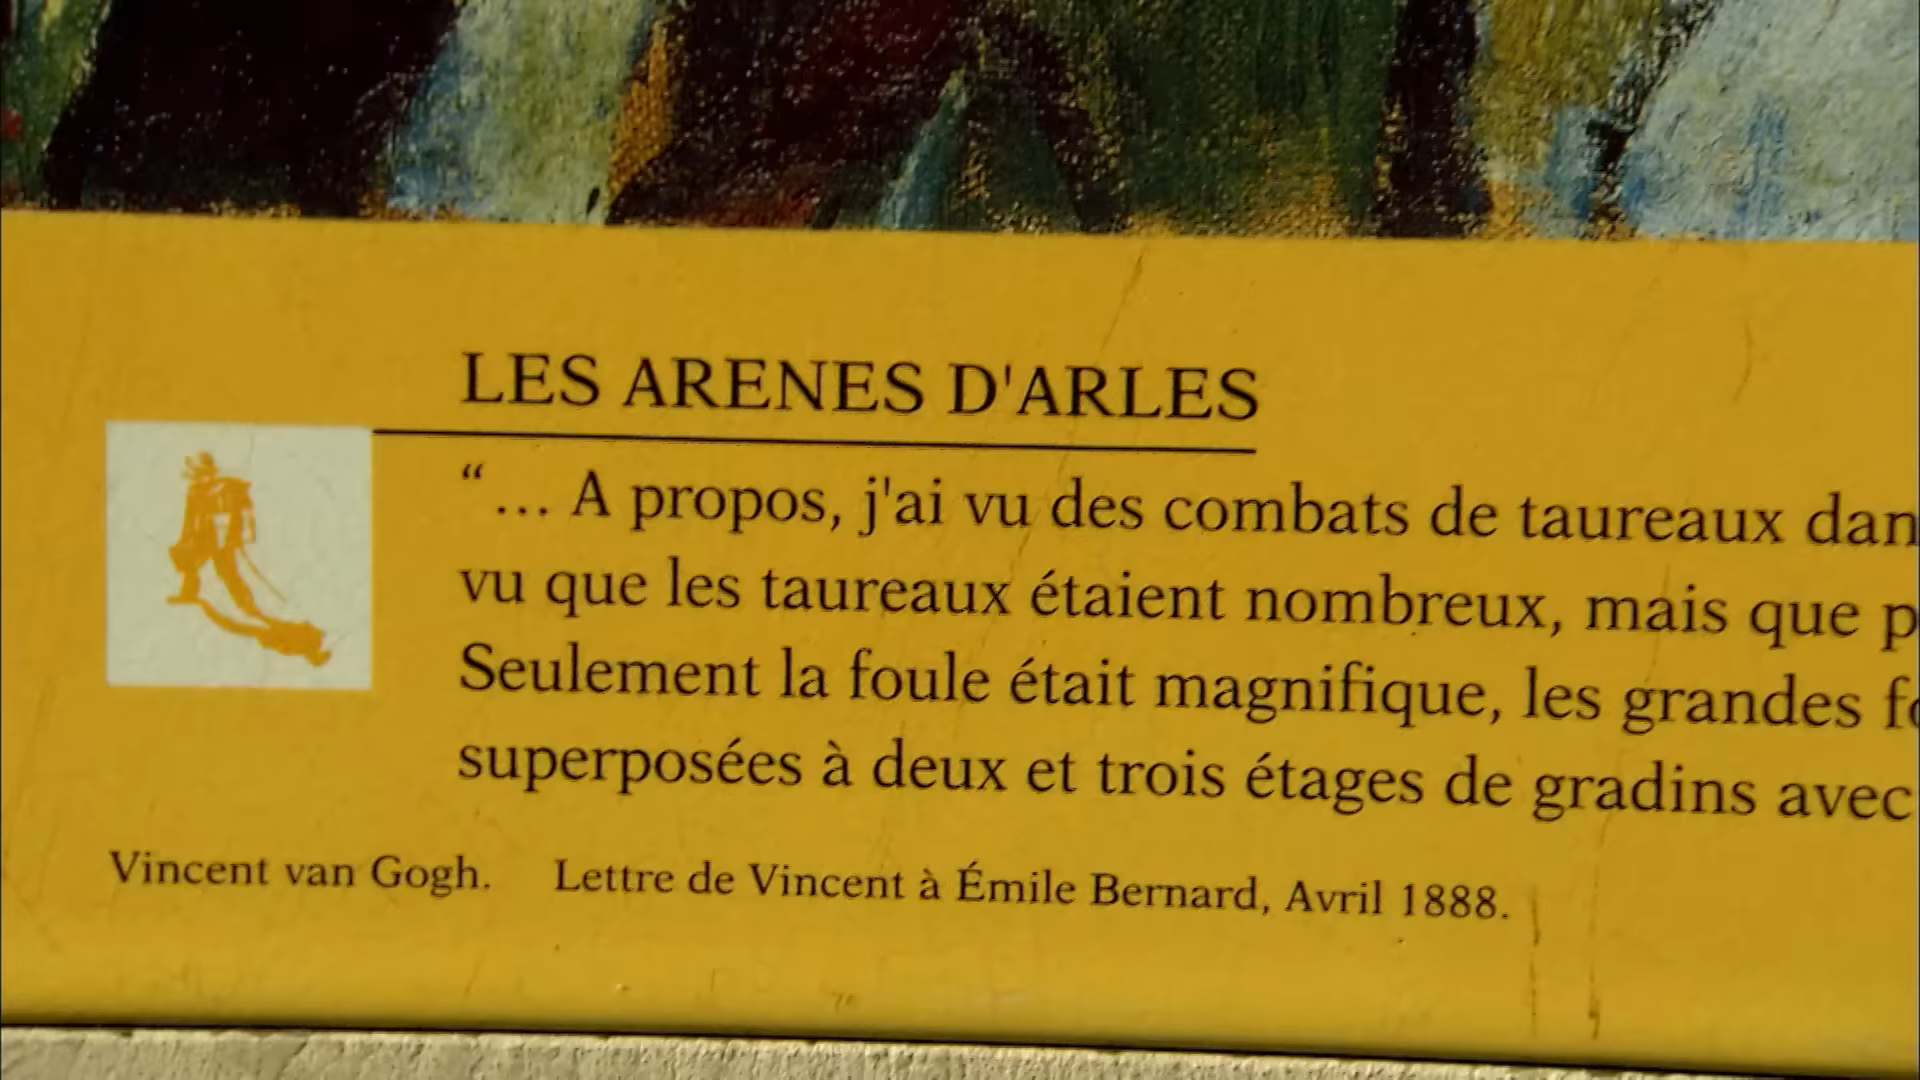 LES ARENES D'ARLES
“ ... A propos, j'ai vu des combats de taureaux dan
vu que les taureaux étaient nombreux, mais que p
Seulement la foule était magnifique, les grandes fo
superposées à deux et trois étages de gradins avec
Vincent van Gogh. Lettre de Vincent à Émile Bernard, Avril 1888.